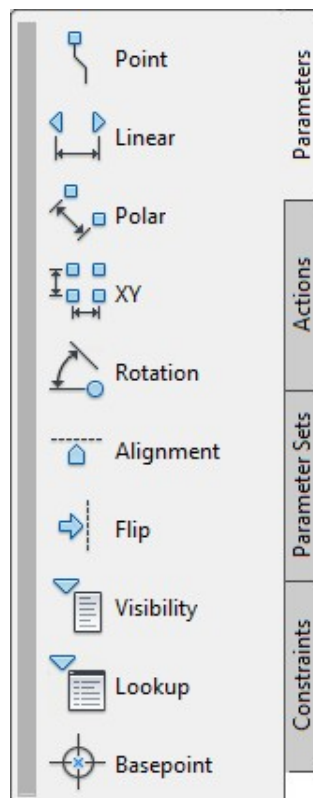 Point
Linear
Polar
XY
Rotation
Alignment
Flip
Visibility
Lookup
Basepoint
Parameters
Actions
Parameter Sets
Constraints